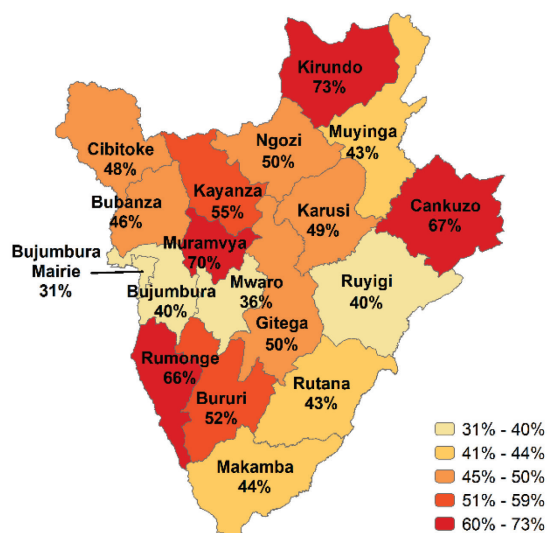 Kirundo
73%
Muyinga
43%
Ngozi
50%
Cibitoke
48%
Kayanza
55%
Bubanza
46%
Karusi
49%
Cankuzo
67%
Muramvya
70%
Bujumbura
Mairie
31%
Bujumbura
40%
Mwaro
36%
Ruyigi
40%
Gitega
50%
Rumonge
66%
Bururi
52%
Rutana
43%
Makamba
44%
31% - 40%
41% - 44%
45% - 50%
51% - 59%
60% - 73%